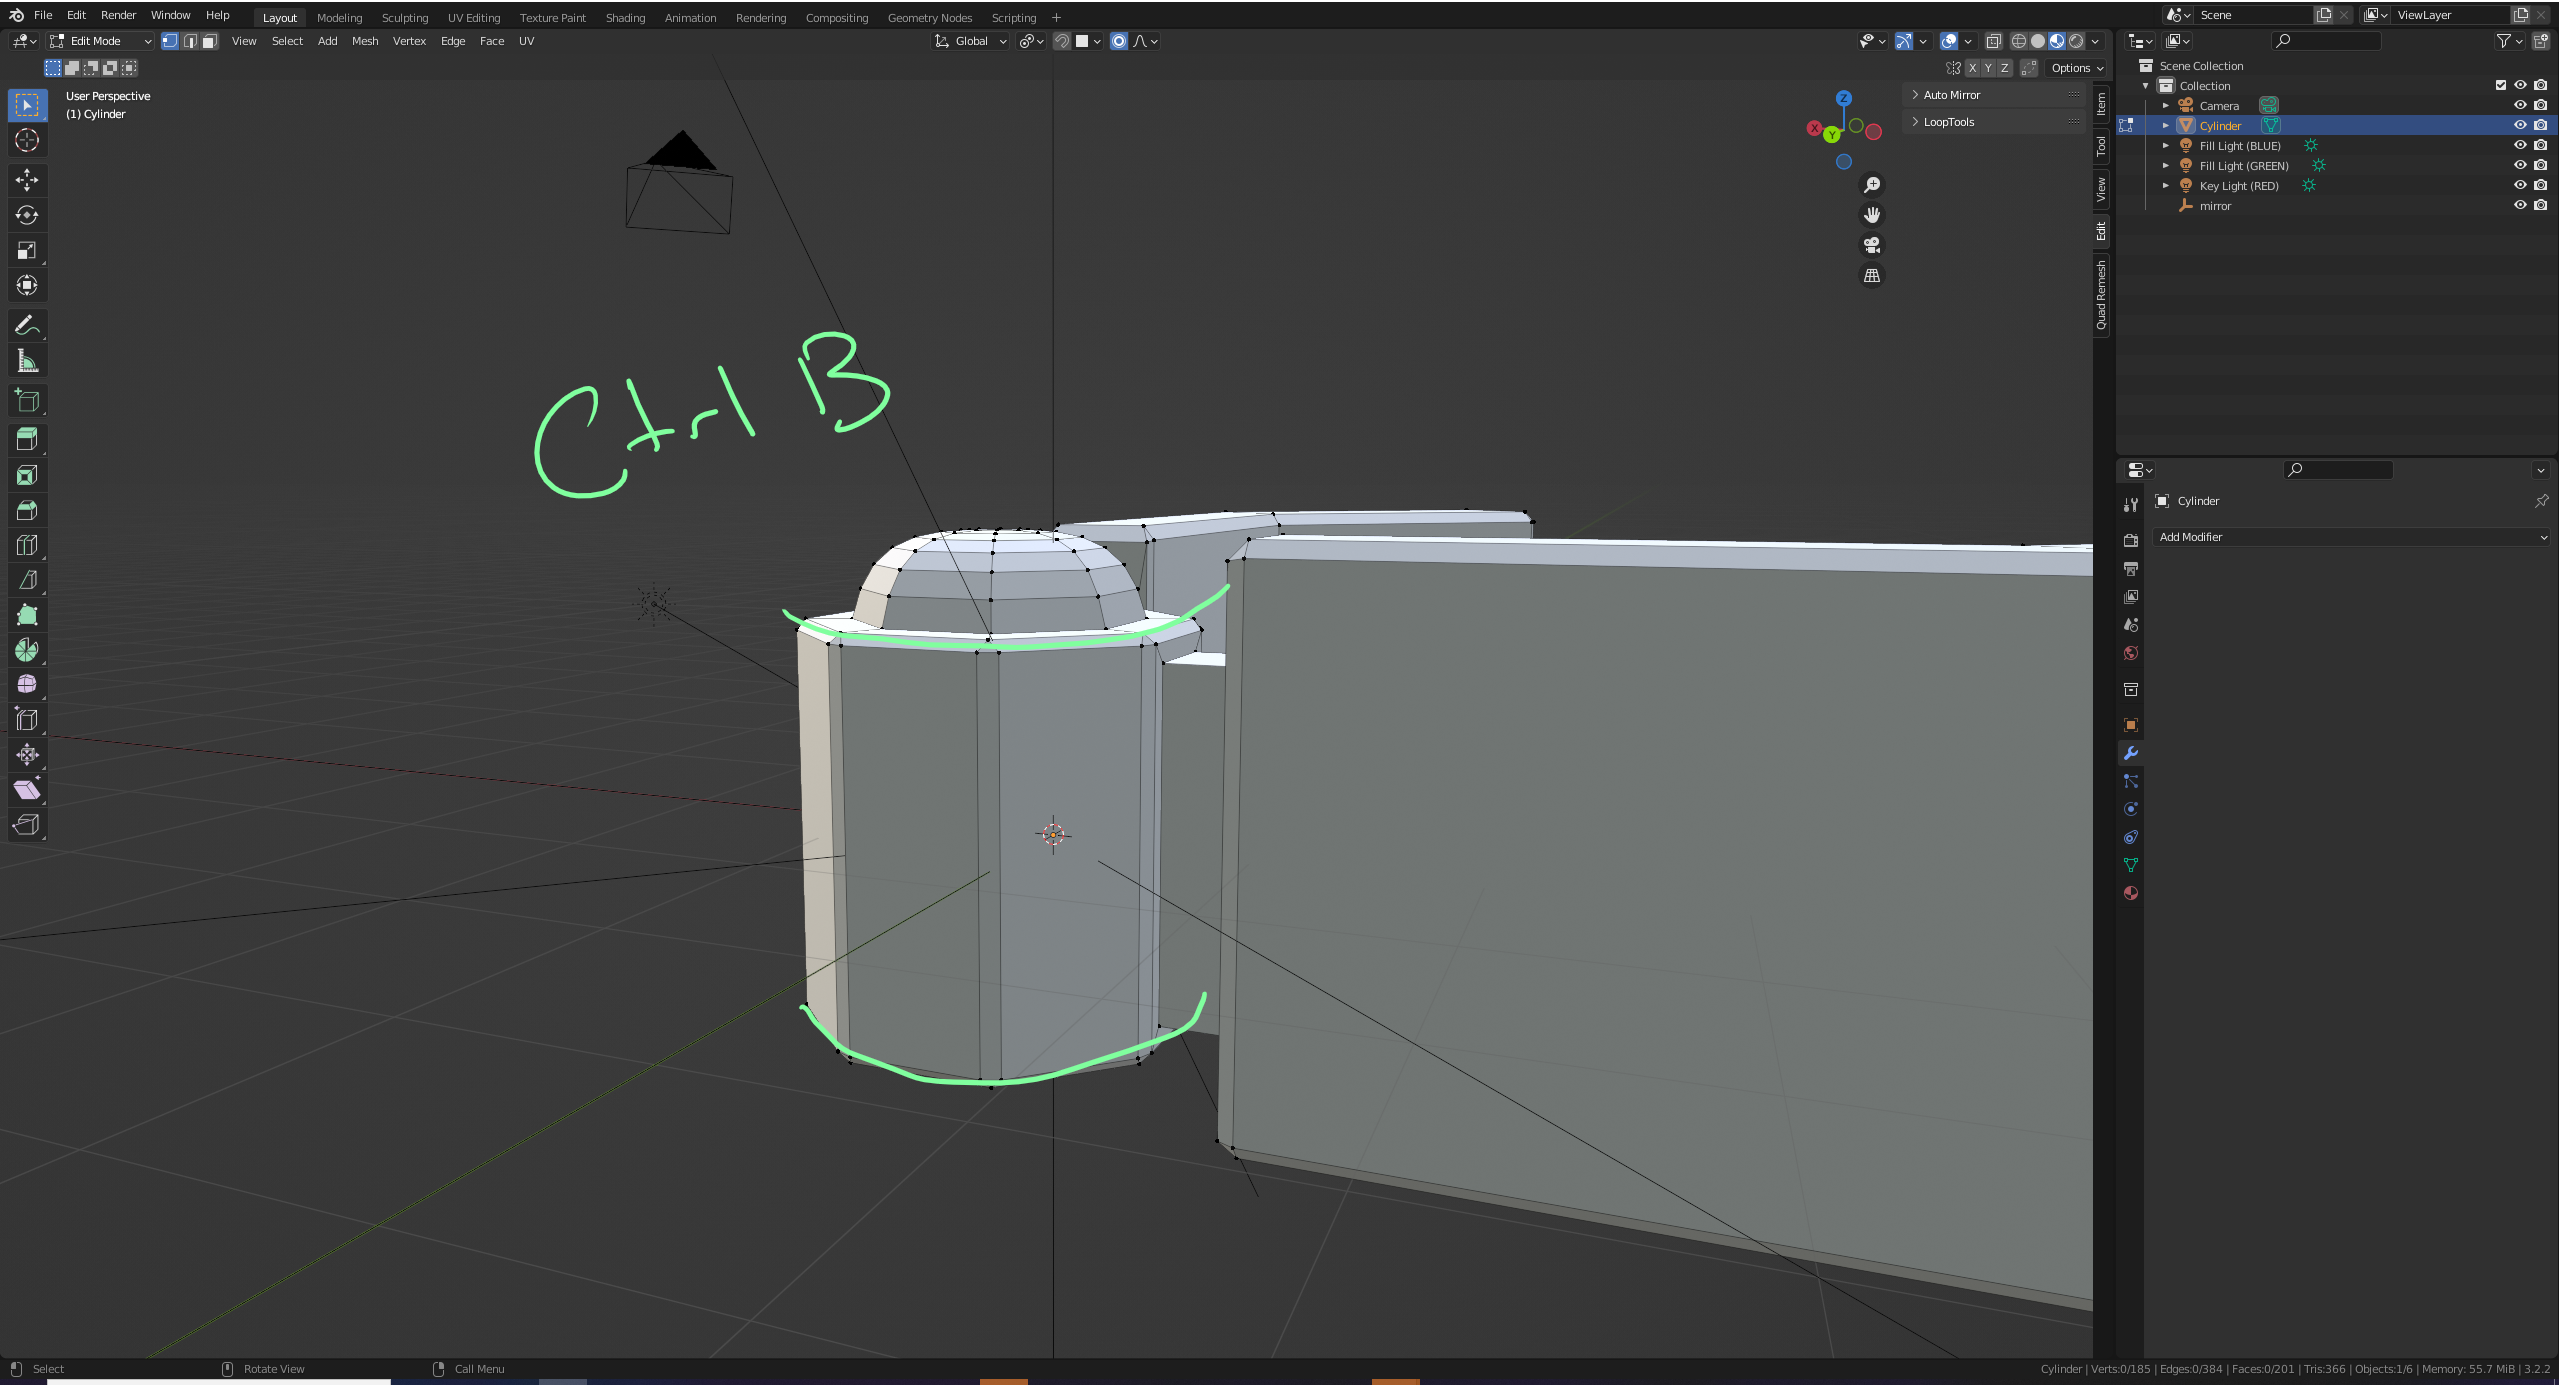 File Edit Render Window Help Layout Modeling Sculpting UV Editing Texture Paint Shading Animation Rendering Compositing Geometry Nodes Scripting + Scene ViewLayer
Edit Mode View Select Add Mesh Vertex Edge Face UV Global
X Y Z Options
User Perspective
(1) Cylinder
Z
X
Y
Auto Mirror
LoopTools
Item
Tool
View
Edit
Quad Remesh
Ctrl B
Scene Collection
Collection
Camera
Cylinder
Fill Light (BLUE)
Fill Light (GREEN)
Key Light (RED)
mirror
Cylinder
Add Modifier
Select Rotate View Call Menu Cylinder | Verts:0/185 | Edges:0/384 | Faces:0/201 | Tris:366 | Objects:1/6 | Memory: 55.7 MiB | 3.2.2